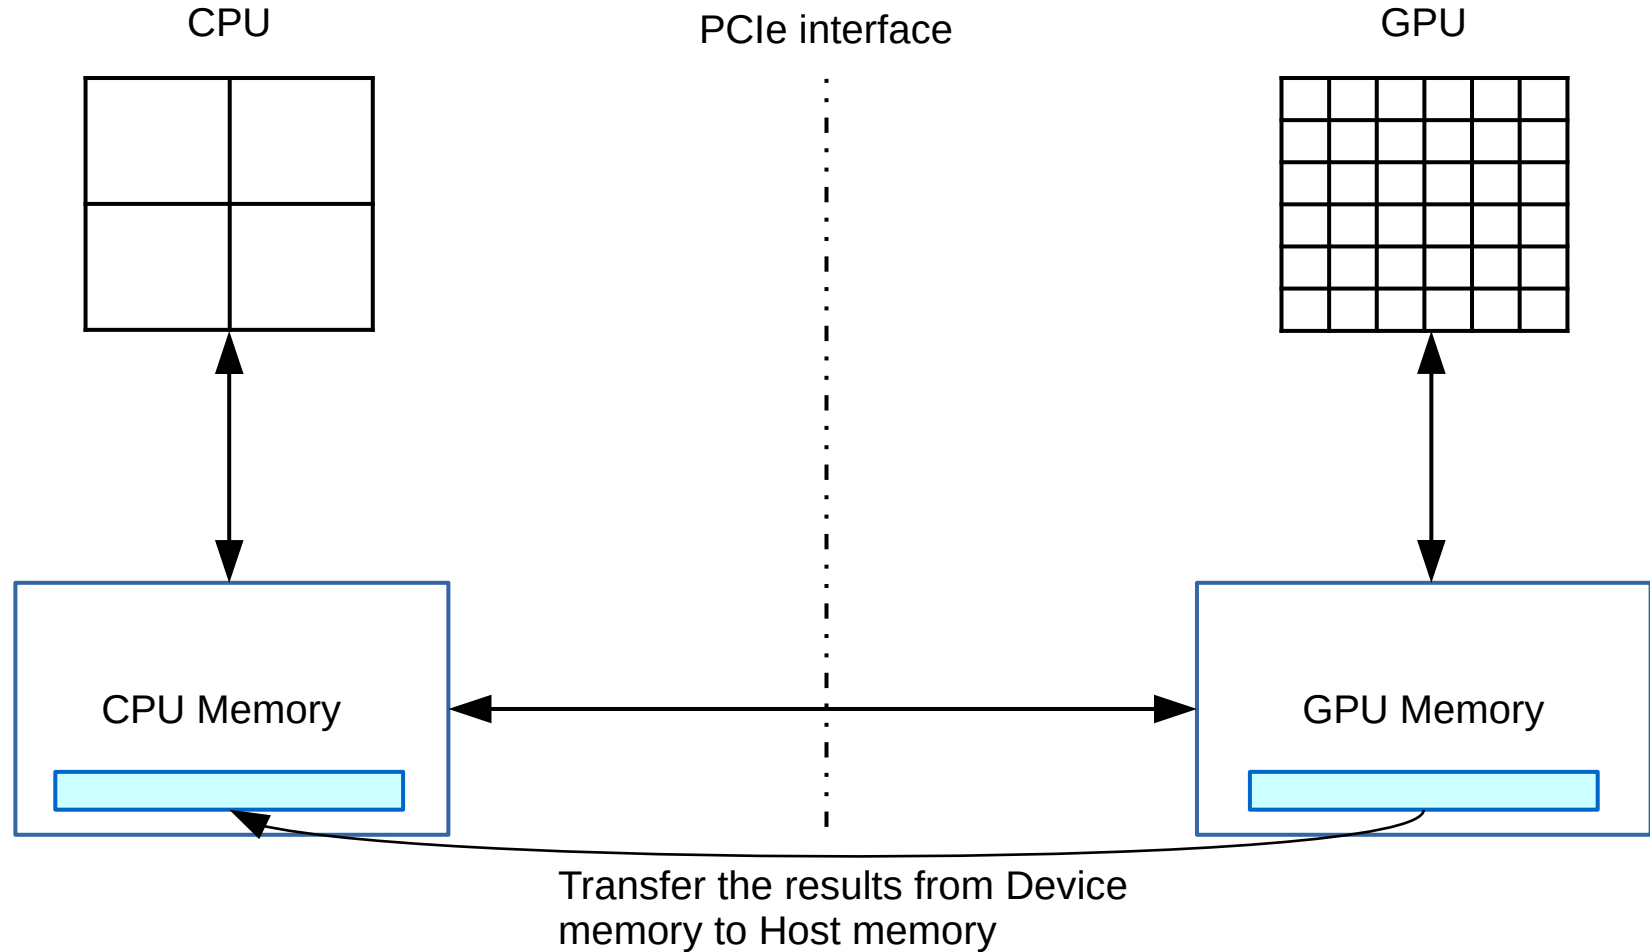 CPU
PCIe interface
GPU
CPU Memory
GPU Memory
Transfer the results from Device
memory to Host memory